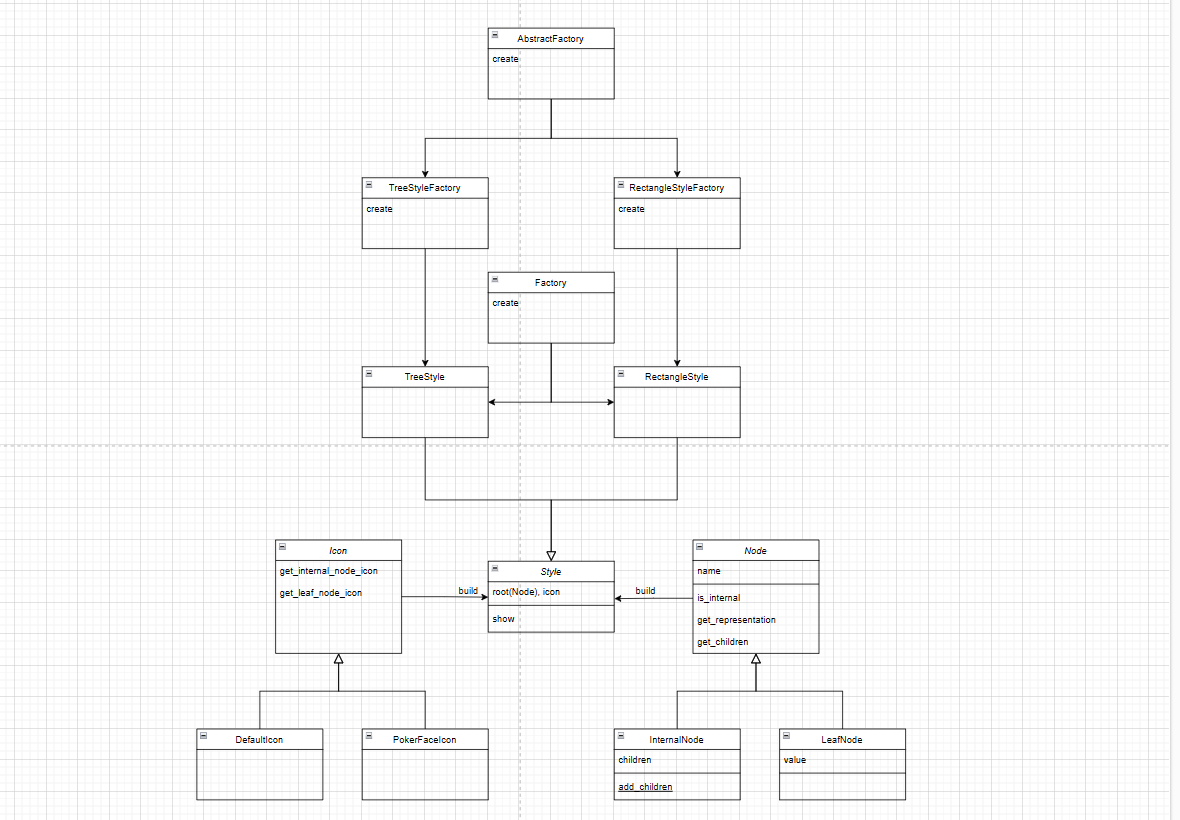 AbstractFactory
create
TreeStyleFactory
create
RectangleStyleFactory
create
Factory
create
TreeStyle
RectangleStyle
Icon
get_internal_node_icon
get_leaf_node_icon
build
Style
root(Node), icon
show
build
Node
name
is_internal
get_representation
get_children
DefaultIcon
PokerFaceIcon
InternalNode
children
add_children
LeafNode
value